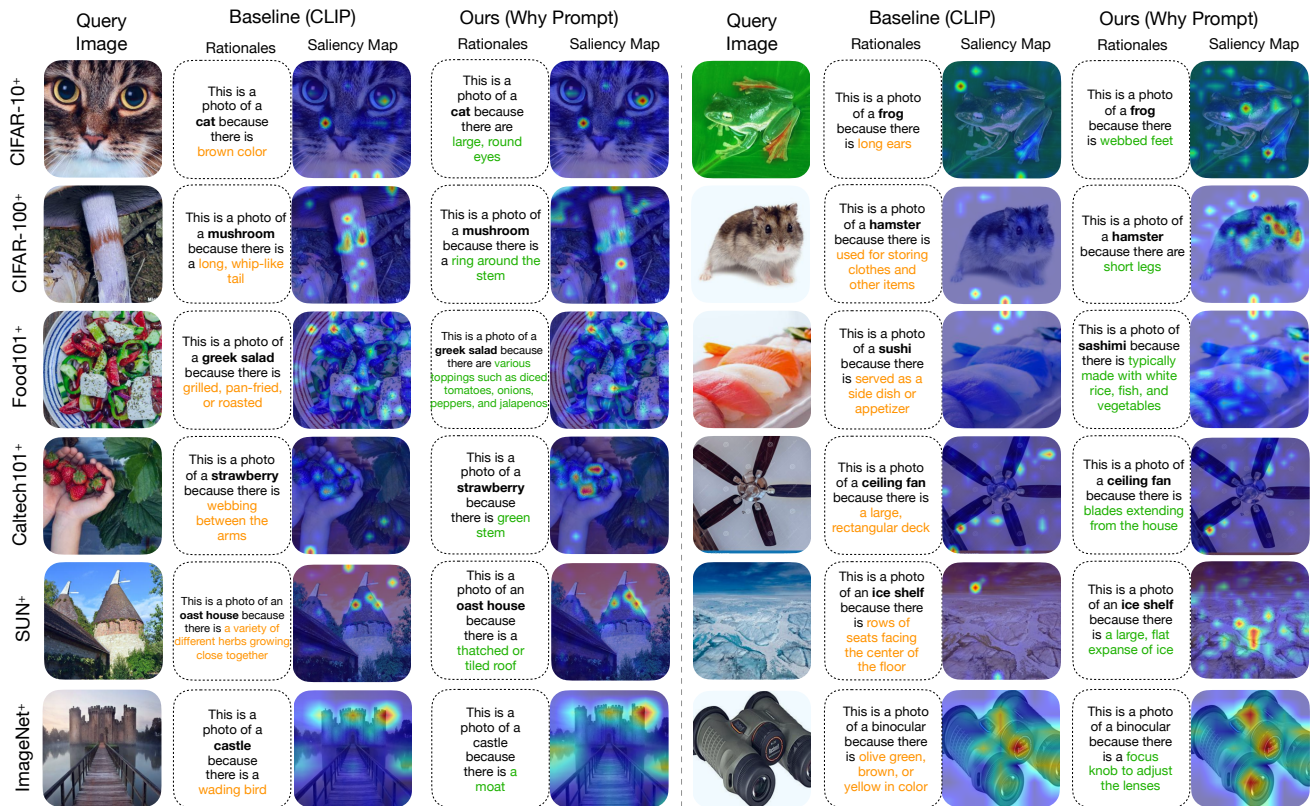 Query
Image
Baseline (CLIP)
Rationales
Saliency Map
Ours (Why Prompt)
Rationales
Saliency Map
Query
Image
Baseline (CLIP)
Rationales
Saliency Map
Ours (Why Prompt)
Rationales
Saliency Map
CIFAR-10⁺
This is a
photo of a
cat because
there is
brown color
This is a
photo of a
cat because
there are
large, round
eyes
This is a photo
of a frog
because there
is long ears
This is a photo
of a frog
because there
is webbed feet
CIFAR-100⁺
This is a photo of
a mushroom
because there is
a long, whip-like
tail
This is a photo of
a mushroom
because there is
a ring around the
stem
This is a photo
of a hamster
because there is
used for storing
clothes and
other items
This is a photo of
a hamster
because there are
short legs
Food101⁺
This is a photo of
a greek salad
because there is
grilled, pan-fried,
or roasted
This is a photo of a
greek salad because
there are various
toppings such as diced
tomatoes, onions,
peppers, and jalapenos
This is a photo
of a sushi
because there
is served as a
side dish or
appetizer
This is a photo of
sashimi because
there is typically
made with white
rice, fish, and
vegetables
Caltech101⁺
This is a photo
of a strawberry
because there is
webbing
between the
arms
This is a
photo of a
strawberry
because
there is green
stem
This is a photo
of a ceiling fan
because there is
a large,
rectangular deck
This is a photo of
a ceiling fan
because there is
blades extending
from the house
SUN⁺
This is a photo of an
oast house because
there is a variety of
different herbs growing
close together
This is a
photo of an
oast house
because
there is a
thatched or
tiled roof
This is a photo
of an ice shelf
because there
is rows of
seats facing
the center of
the floor
This is a photo
of an ice shelf
because there is
a large, flat
expanse of ice
ImageNet⁺
This is a
photo of a
castle
because
there is a
wading bird
This is a
photo of a
castle
because
there is a
moat
This is a photo
of a binocular
because there
is olive green,
brown, or
yellow in color
This is a photo
of a binocular
because there
is a focus
knob to adjust
the lenses